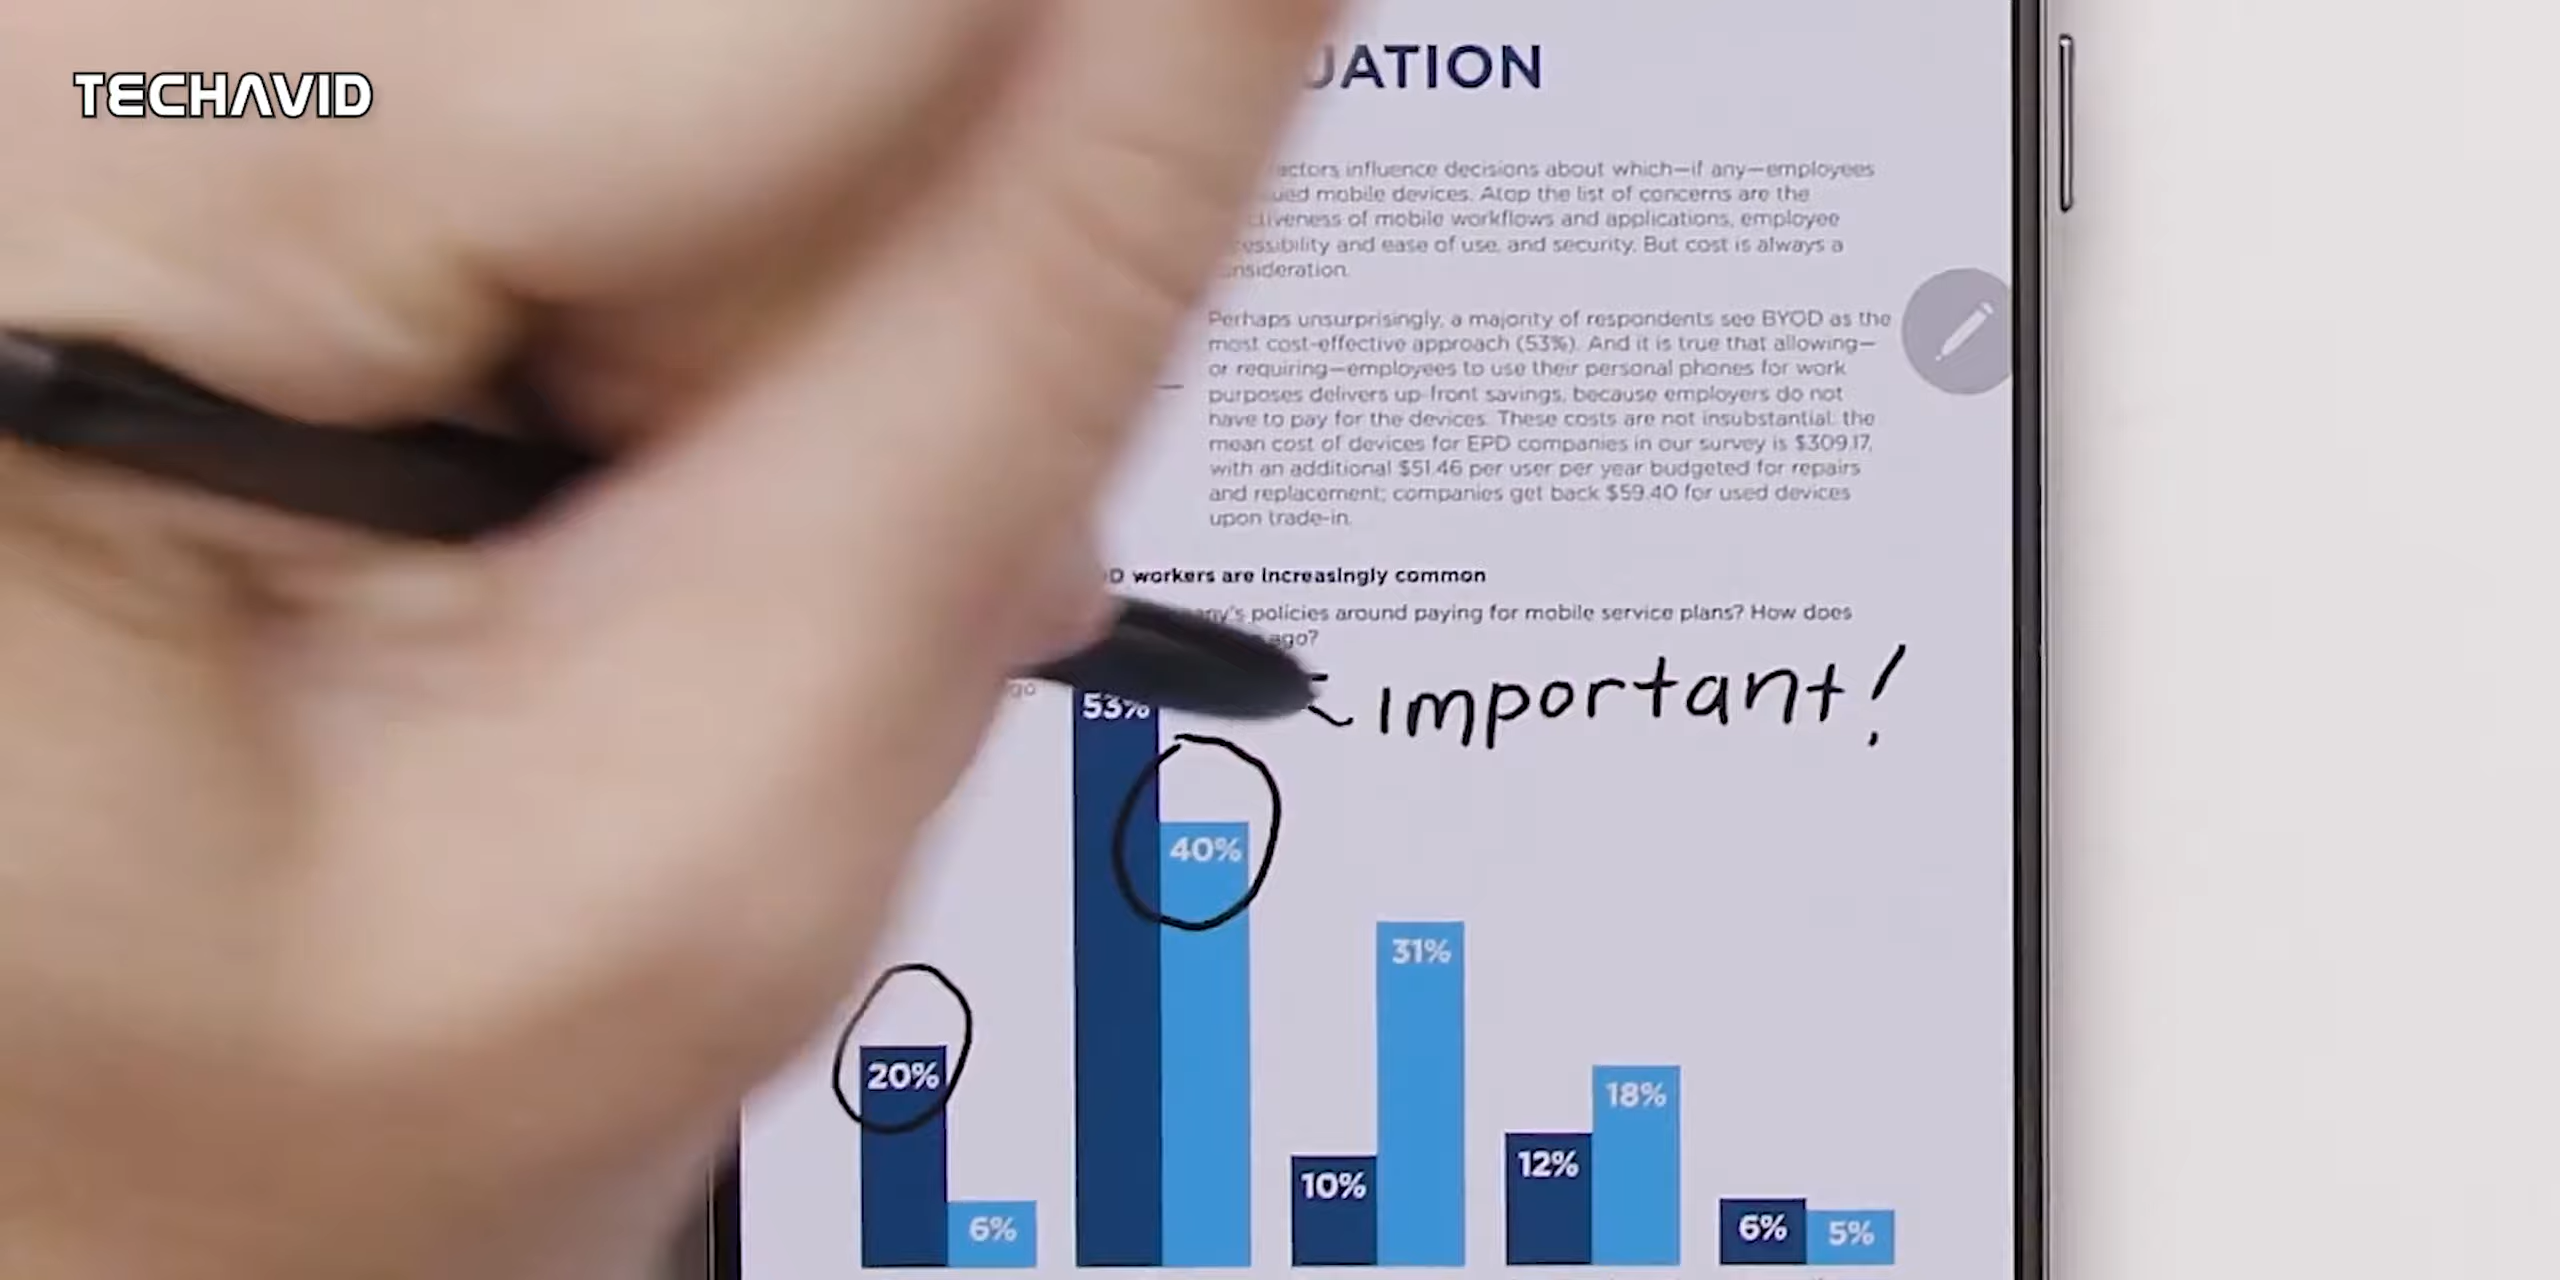 TECHAVID
UATION
actors influence decisions about which—if any—employees
ued mobile devices. Atop the list of concerns are the
tiveness of mobile workflows and applications, employee
essibility and ease of use, and security. But cost is always a
nsideration.
Perhaps unsurprisingly, a majority of respondents see BYOD as the
most cost-effective approach (53%). And it is true that allowing—
or requiring—employees to use their personal phones for work
purposes delivers up-front savings, because employers do not
have to pay for the devices. These costs are not insubstantial: the
mean cost of devices for EPD companies in our survey is $309.17,
with an additional $51.46 per user per year budgeted for repairs
and replacement; companies get back $59.40 for used devices
upon trade-in.
D workers are increasingly common
any's policies around paying for mobile service plans? How does
ago?
go
Important!
53%
40%
31%
20%
18%
12%
10%
6%
6%
5%